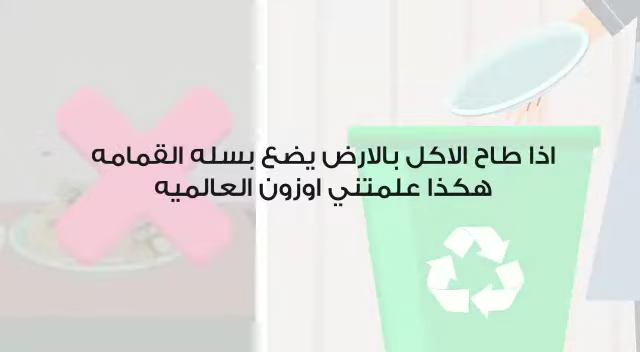 اذا طاح الاكل بالارض يضع بسله القمامه
هكذا علمتني اوزون العالميه